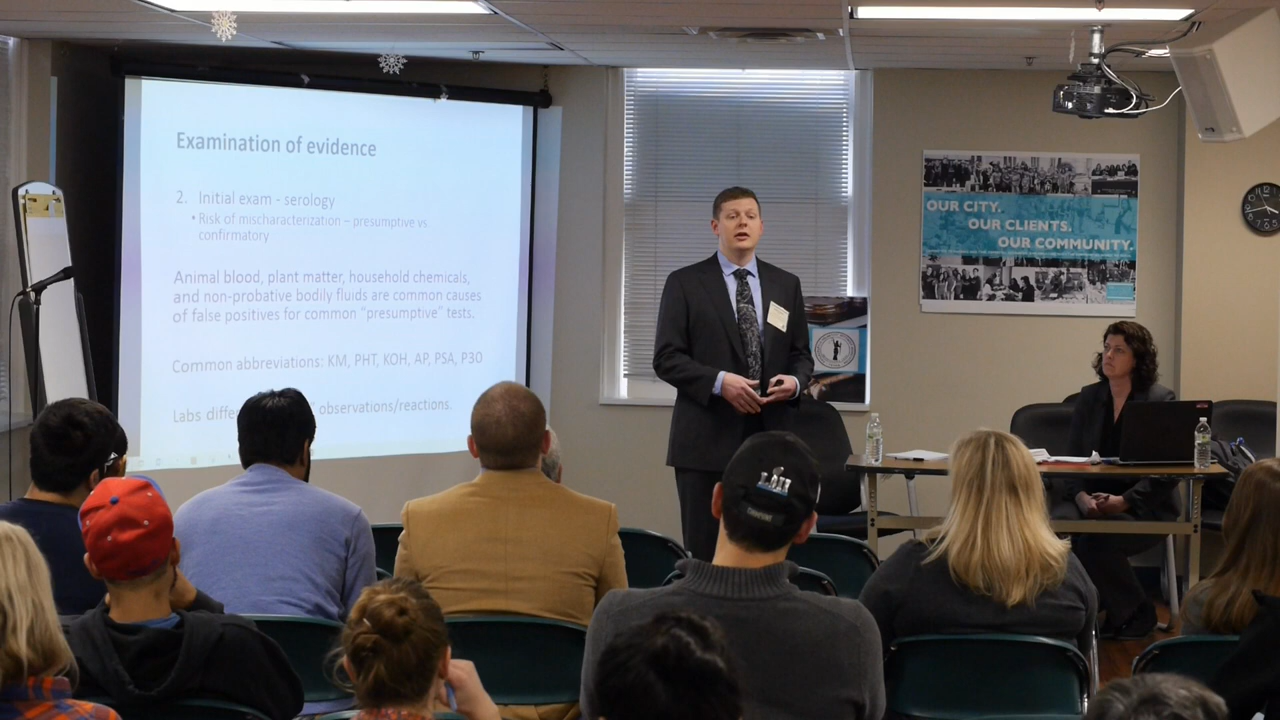 Examination of evidence
2. Initial exam - serology
• Risk of mischaracterization – presumptive vs
confirmatory
Animal blood, plant matter, household chemicals,
and non-probative bodily fluids are common causes
of false positives for common “presumptive” tests.
Common abbreviations: KM, PHT, KOH, AP, PSA, P30
Labs differ observations/reactions.
OUR CITY.
OUR CLIENTS.
OUR COMMUNITY.
LII